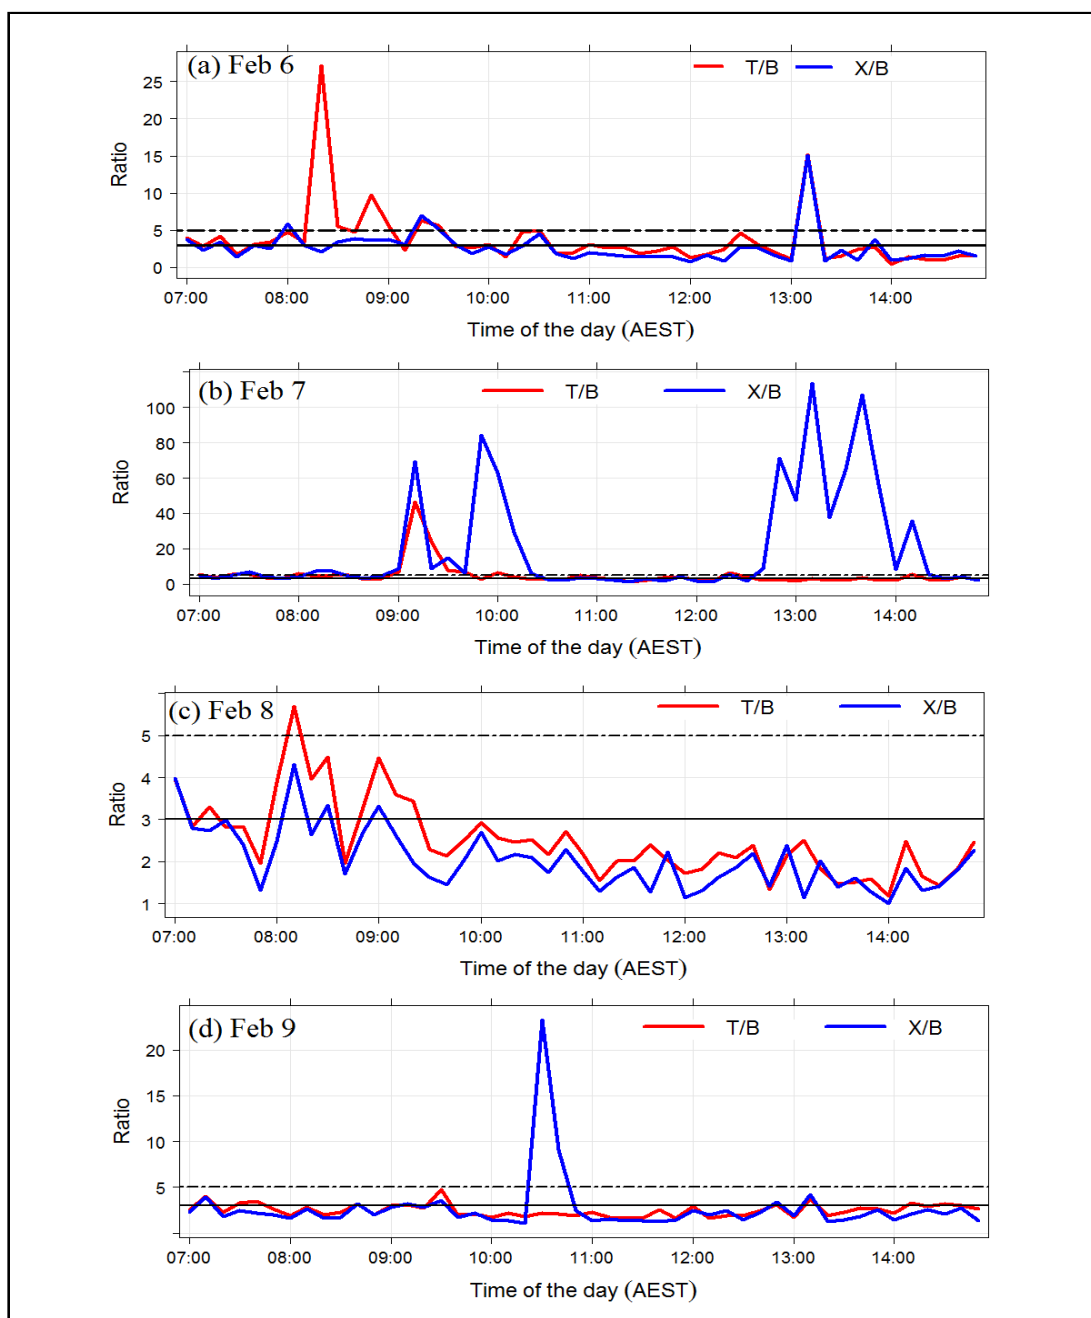 (a) Feb 6
T/B X/B
25
20
15
10
5
0
Ratio
07:00 08:00 09:00 10:00 11:00 12:00 13:00 14:00
Time of the day (AEST)
(b) Feb 7
T/B X/B
100
80
60
40
20
0
Ratio
07:00 08:00 09:00 10:00 11:00 12:00 13:00 14:00
Time of the day (AEST)
(c) Feb 8
T/B X/B
5
4
3
2
1
Ratio
07:00 08:00 09:00 10:00 11:00 12:00 13:00 14:00
Time of the day (AEST)
(d) Feb 9
T/B X/B
20
15
10
5
Ratio
07:00 08:00 09:00 10:00 11:00 12:00 13:00 14:00
Time of the day (AEST)